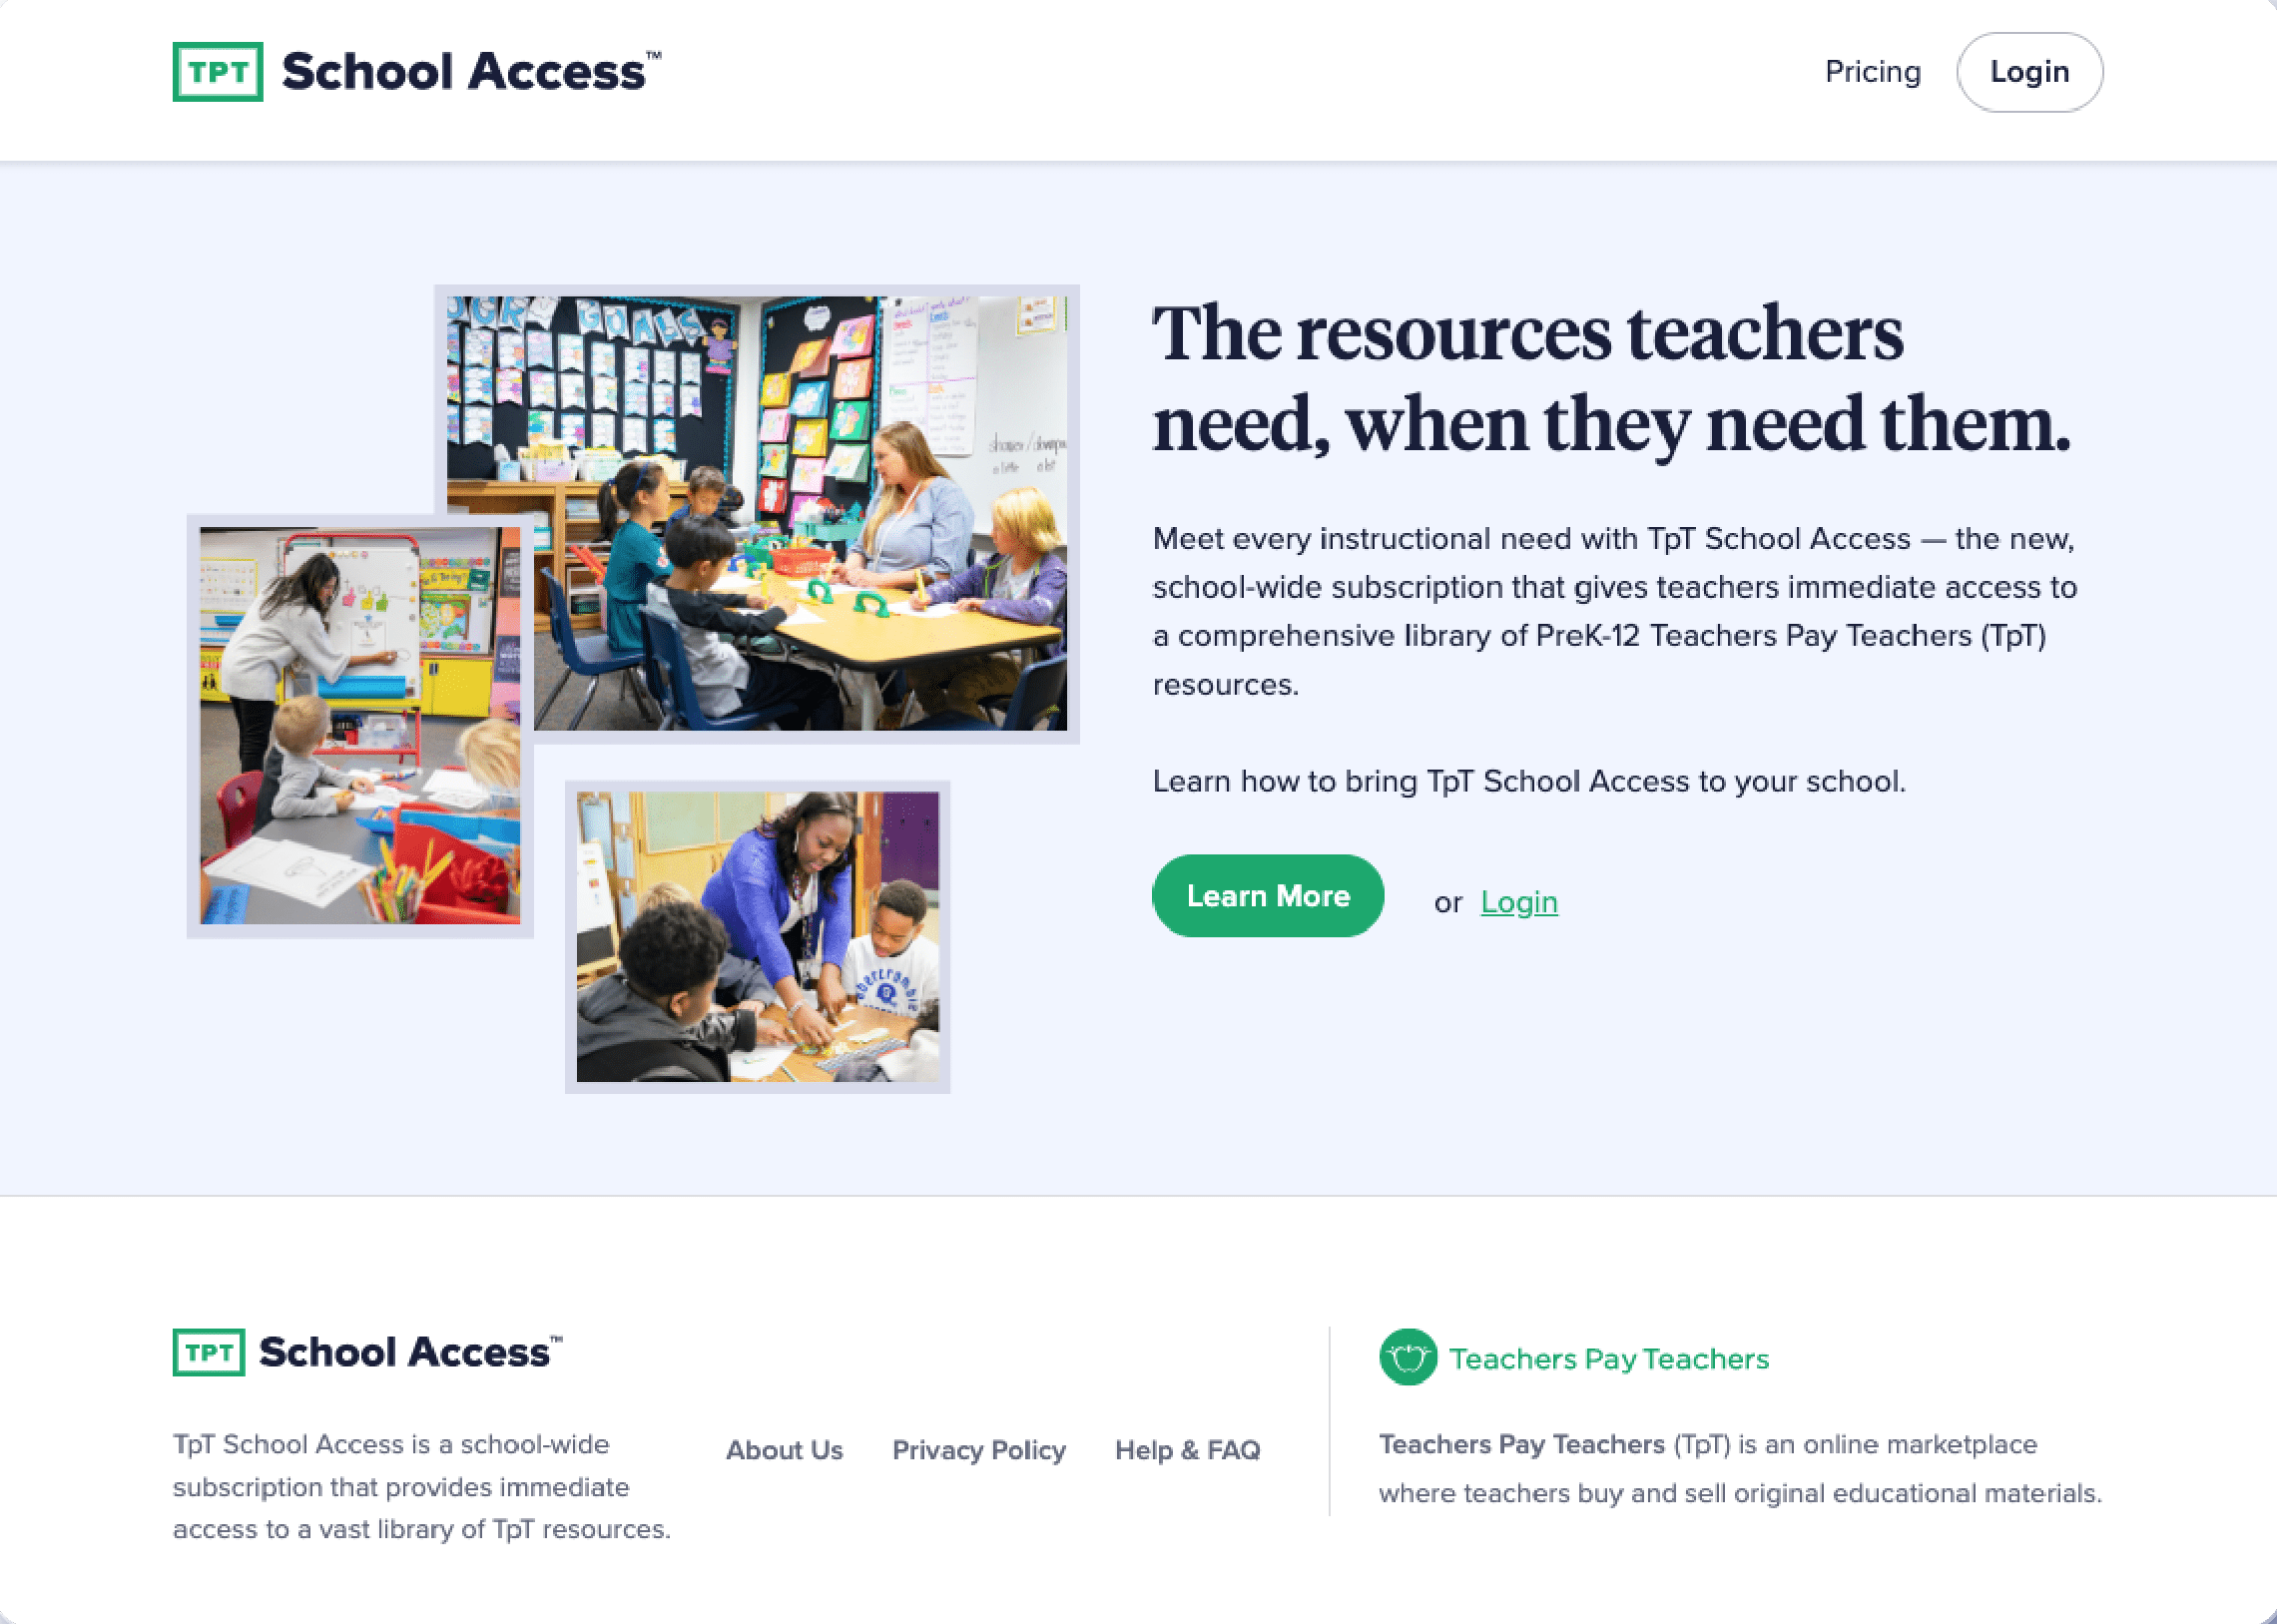 TPT School Access™
Pricing
Login
OUR GOALS
The resources teachers
need, when they need them.
Meet every instructional need with TpT School Access — the new,
school-wide subscription that gives teachers immediate access to
a comprehensive library of PreK-12 Teachers Pay Teachers (TpT)
resources.
Learn how to bring TpT School Access to your school.
Learn More
or Login
TPT School Access™
TpT School Access is a school-wide
subscription that provides immediate
access to a vast library of TpT resources.
About Us
Privacy Policy
Help & FAQ
Teachers Pay Teachers
Teachers Pay Teachers (TpT) is an online marketplace
where teachers buy and sell original educational materials.